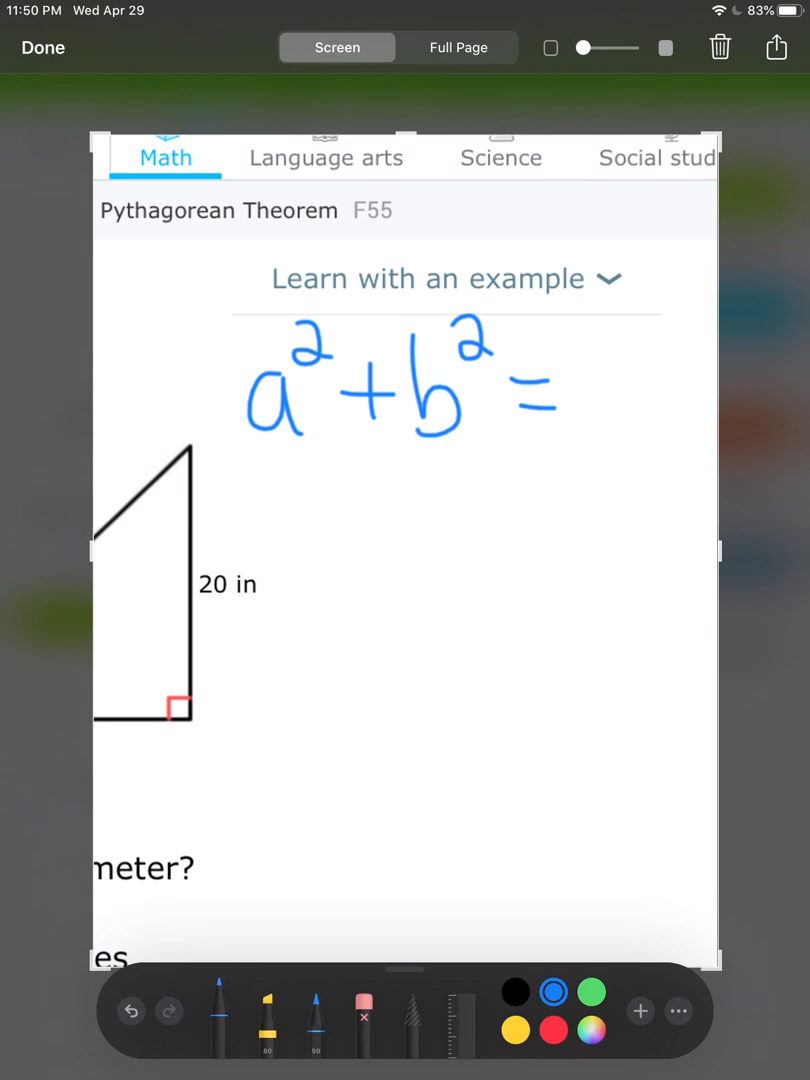 11:50 PM Wed Apr 29 83%
Done Screen Full Page
Math Language arts Science Social stud
Pythagorean Theorem F55
Learn with an example
a² + b² =
20 in
meter?
es
80 50